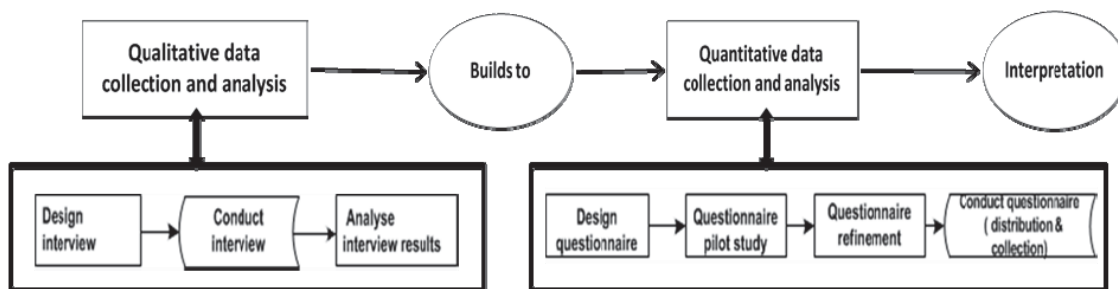 Qualitative data
collection and analysis
Builds to
Quantitative data
collection and analysis
Interpretation
Design
interview
Conduct
interview
Analyse
interview results
Design
questionnaire
Questionnaire
pilot study
Questionnaire
refinement
Conduct questionnaire
( distribution &
collection)